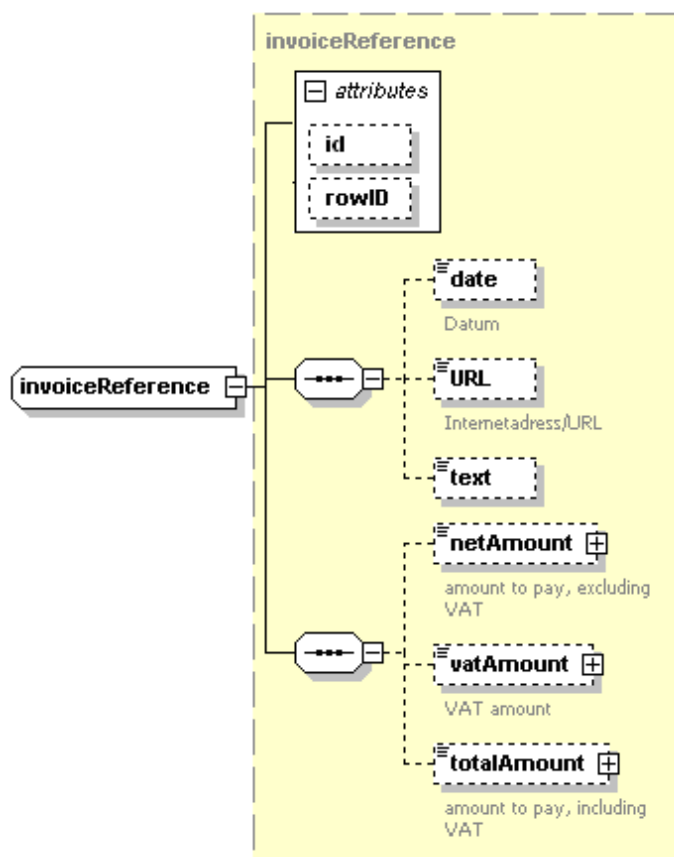 invoiceReference
attributes
id
rowID
date
Datum
URL
Internetadress/URL
text
invoiceReference
netAmount
amount to pay, excluding
VAT
vatAmount
VAT amount
totalAmount
amount to pay, including
VAT